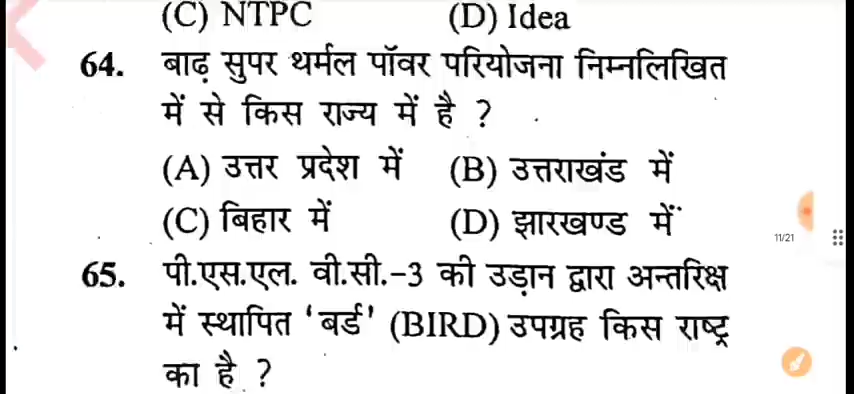 (C) NTPC (D) Idea
64. बाढ़ सुपर थर्मल पॉवर परियोजना निम्नलिखित
में से किस राज्य में है ?
(A) उत्तर प्रदेश में (B) उत्तराखंड में
(C) बिहार में (D) झारखण्ड में
11/21
65. पी.एस.एल. वी.सी.-3 की उड़ान द्वारा अन्तरिक्ष
में स्थापित 'बर्ड' (BIRD) उपग्रह किस राष्ट्र
का है ?